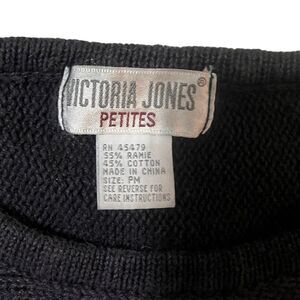 VICTORIA JONES®
PETITES
RN 45479
55% RAMIE
45% COTTON
MADE IN CHINA
SIZE: PM
SEE REVERSE FOR
CARE INSTRUCTIONS